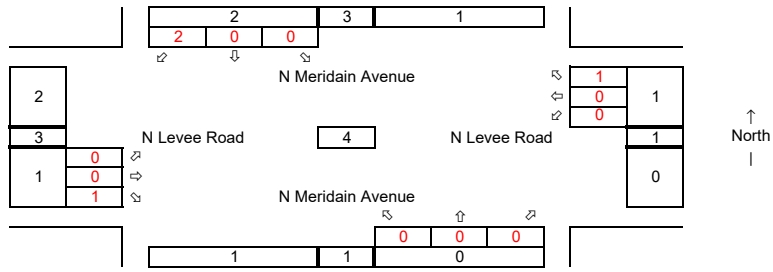 2 3 1
2 0 0
N Meridain Avenue
1
2 0 1
0
3 N Levee Road 4 N Levee Road 1
↑
North
|
0
1 0 0
1
N Meridain Avenue
0 0 0
1 1 0